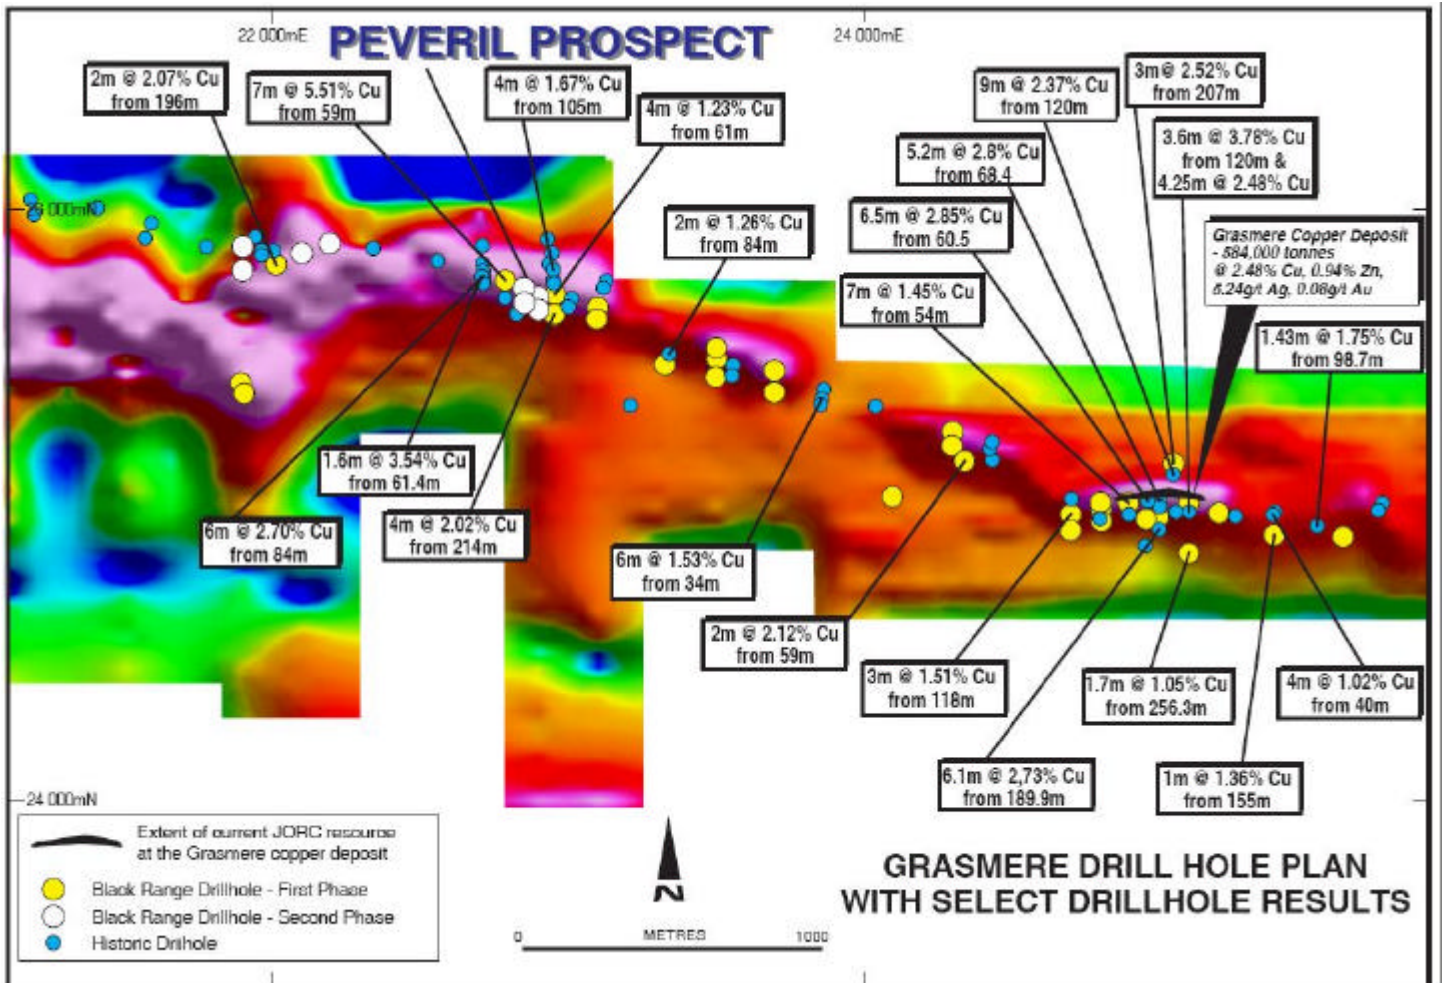 22 000mE
PEVERIL PROSPECT
24 000mE
2m @ 2.07% Cu
from 196m
7m @ 5.51% Cu
from 59m
4m @ 1.67% Cu
from 105m
4m @ 1.23% Cu
from 61m
9m @ 2.37% Cu
from 120m
3m@ 2.52% Cu
from 207m
3.6m @ 3.78% Cu
from 120m &
4.25m @ 2.48% Cu
5.2m @ 2.8% Cu
from 68.4
6.5m @ 2.85% Cu
from 60.5
7m @ 1.45% Cu
from 54m
Grasmere Copper Deposit
- 584,000 tonnes
@ 2.48% Cu, 0.94% Zn,
5.24g/t Ag, 0.08g/t Au
1.43m @ 1.75% Cu
from 98.7m
26 000mN
2m @ 1.26% Cu
from 84m
1.6m @ 3.54% Cu
from 61.4m
6m @ 2.70% Cu
from 84m
4m @ 2.02% Cu
from 214m
6m @ 1.53% Cu
from 34m
2m @ 2.12% Cu
from 59m
3m @ 1.51% Cu
from 118m
1.7m @ 1.05% Cu
from 256.3m
4m @ 1.02% Cu
from 40m
6.1m @ 2,73% Cu
from 189.9m
1m @ 1.36% Cu
from 155m
24 000mN
Extent of current JORC resource
at the Grasmere copper deposit
Black Range Drillhole - First Phase
Black Range Drillhole - Second Phase
Historic Drillhole
N
0 METRES 1000
GRASMERE DRILL HOLE PLAN
WITH SELECT DRILLHOLE RESULTS